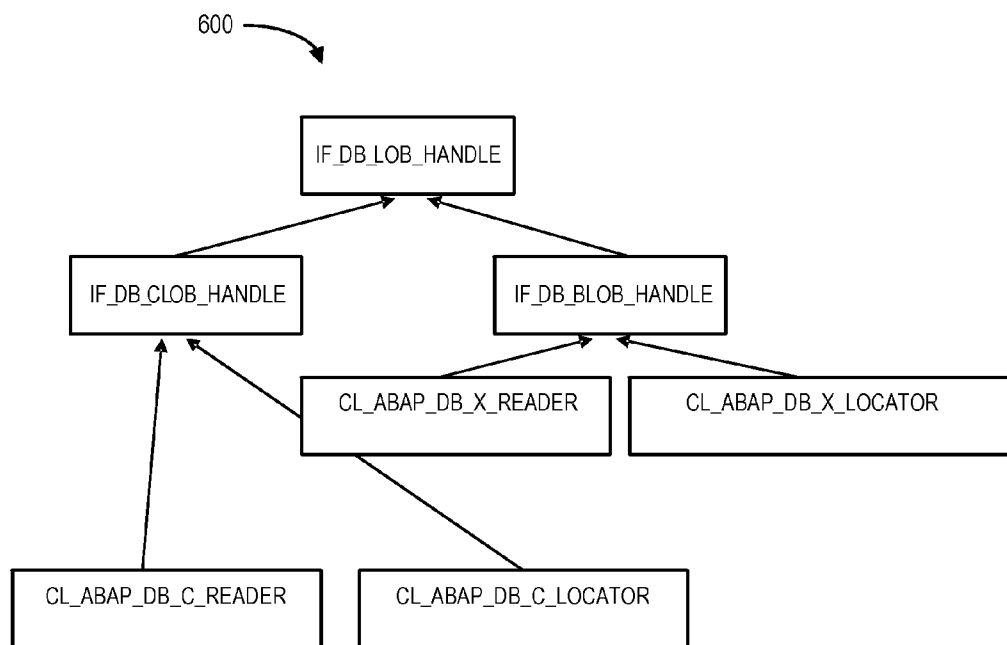 600
IF_DB_LOB_HANDLE
IF_DB_CLOB_HANDLE
IF_DB_BLOB_HANDLE
CL_ABAP_DB_X_READER
CL_ABAP_DB_X_LOCATOR
CL_ABAP_DB_C_READER
CL_ABAP_DB_C_LOCATOR